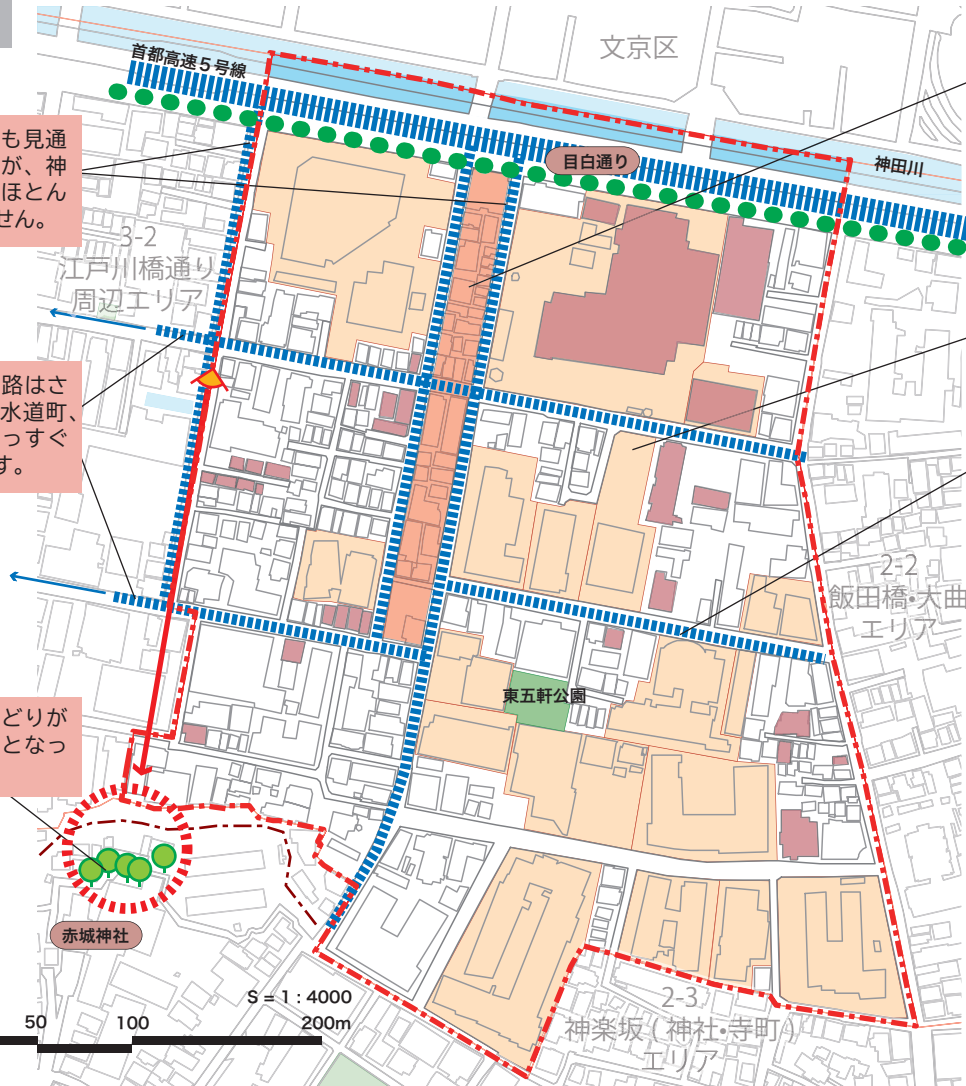 文京区
首都高速5号線
目白通り
神田川
も見通
が、神
ほとん
せん。
3-2
江戸川橋通り
周辺エリア
路はさ
水道町、
っすぐ
す。
2-2
飯田橋・大曲
エリア
東五軒公園
どりが
となっ
赤城神社
S = 1 : 4000
50 100 200m
2-3
神楽坂 ( 神社・寺町 )
エリア